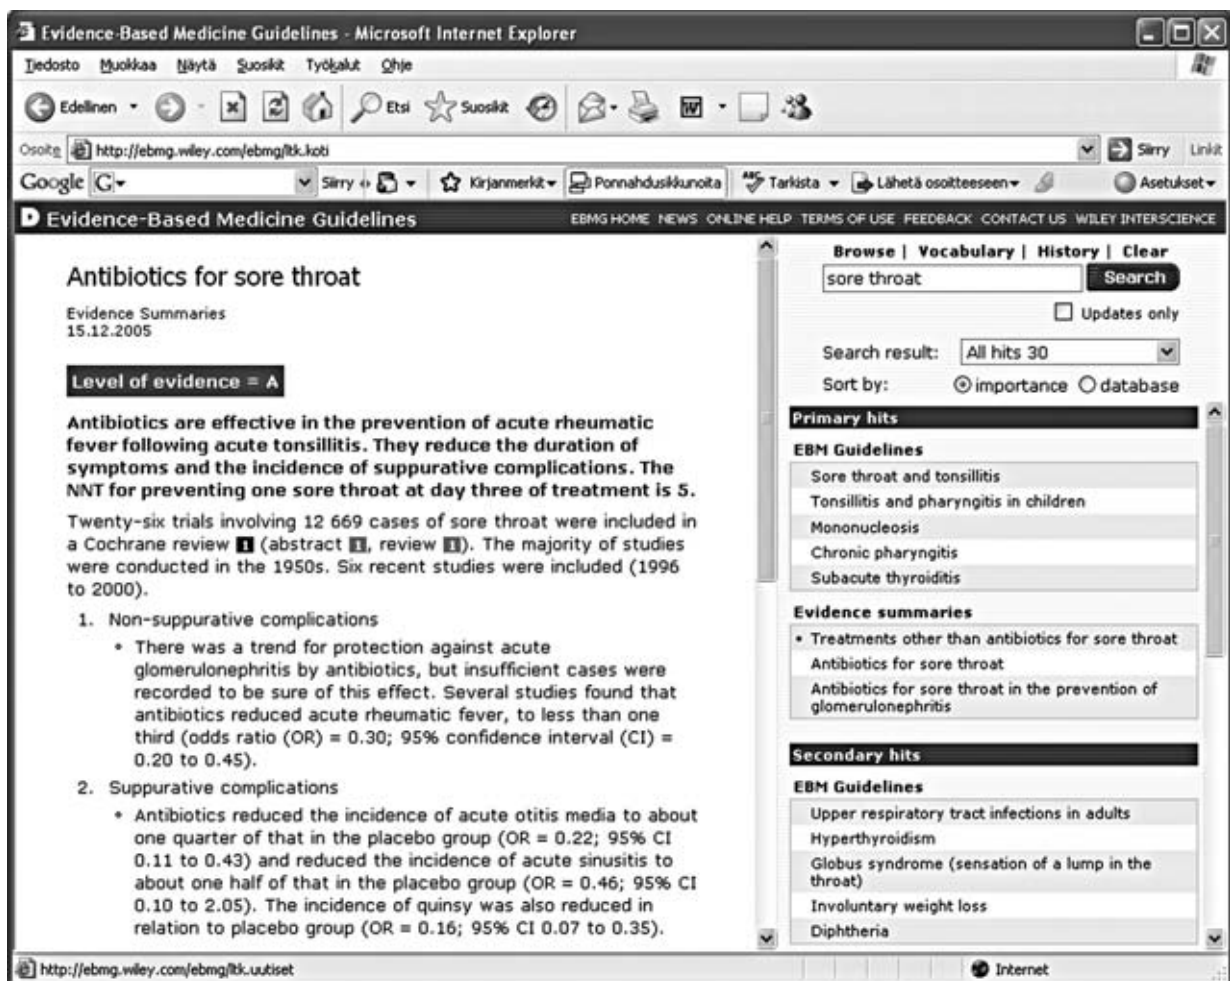 Evidence-Based Medicine Guidelines - Microsoft Internet Explorer
Tiedosto Muokkaa Näytä Suosikit Työkalut Ohje
Edellinen Etsi Suosikit
Osoite http://ebmg.wiley.com/ebmg/ltk.koti Siirry Linkit
Google G Siirry Kirjanmerkit Ponnahdusikkunoita ABC Tarkista Lähetä osoitteeseen Asetukset
D Evidence-Based Medicine Guidelines EBMG HOME NEWS ONLINE HELP TERMS OF USE FEEDBACK CONTACT US WILEY INTERSCIENCE
Antibiotics for sore throat
Evidence Summaries
15.12.2005
Level of evidence = A
Antibiotics are effective in the prevention of acute rheumatic
fever following acute tonsillitis. They reduce the duration of
symptoms and the incidence of suppurative complications. The
NNT for preventing one sore throat at day three of treatment is 5.
Twenty-six trials involving 12 669 cases of sore throat were included in
a Cochrane review 1 (abstract 1, review 1). The majority of studies
were conducted in the 1950s. Six recent studies were included (1996
to 2000).
1. Non-suppurative complications
• There was a trend for protection against acute
glomerulonephritis by antibiotics, but insufficient cases were
recorded to be sure of this effect. Several studies found that
antibiotics reduced acute rheumatic fever, to less than one
third (odds ratio (OR) = 0.30; 95% confidence interval (CI) =
0.20 to 0.45).
2. Suppurative complications
• Antibiotics reduced the incidence of acute otitis media to about
one quarter of that in the placebo group (OR = 0.22; 95% CI
0.11 to 0.43) and reduced the incidence of acute sinusitis to
about one half of that in the placebo group (OR = 0.46; 95% CI
0.10 to 2.05). The incidence of quinsy was also reduced in
relation to placebo group (OR = 0.16; 95% CI 0.07 to 0.35).
Browse | Vocabulary | History | Clear
sore throat Search
Updates only
Search result: All hits 30
Sort by: importance database
Primary hits
EBM Guidelines
Sore throat and tonsillitis
Tonsillitis and pharyngitis in children
Mononucleosis
Chronic pharyngitis
Subacute thyroiditis
Evidence summaries
• Treatments other than antibiotics for sore throat
Antibiotics for sore throat
Antibiotics for sore throat in the prevention of
glomerulonephritis
Secondary hits
EBM Guidelines
Upper respiratory tract infections in adults
Hyperthyroidism
Globus syndrome (sensation of a lump in the
throat)
Involuntary weight loss
Diphtheria
http://ebmg.wiley.com/ebmg/ltk.uutiset Internet